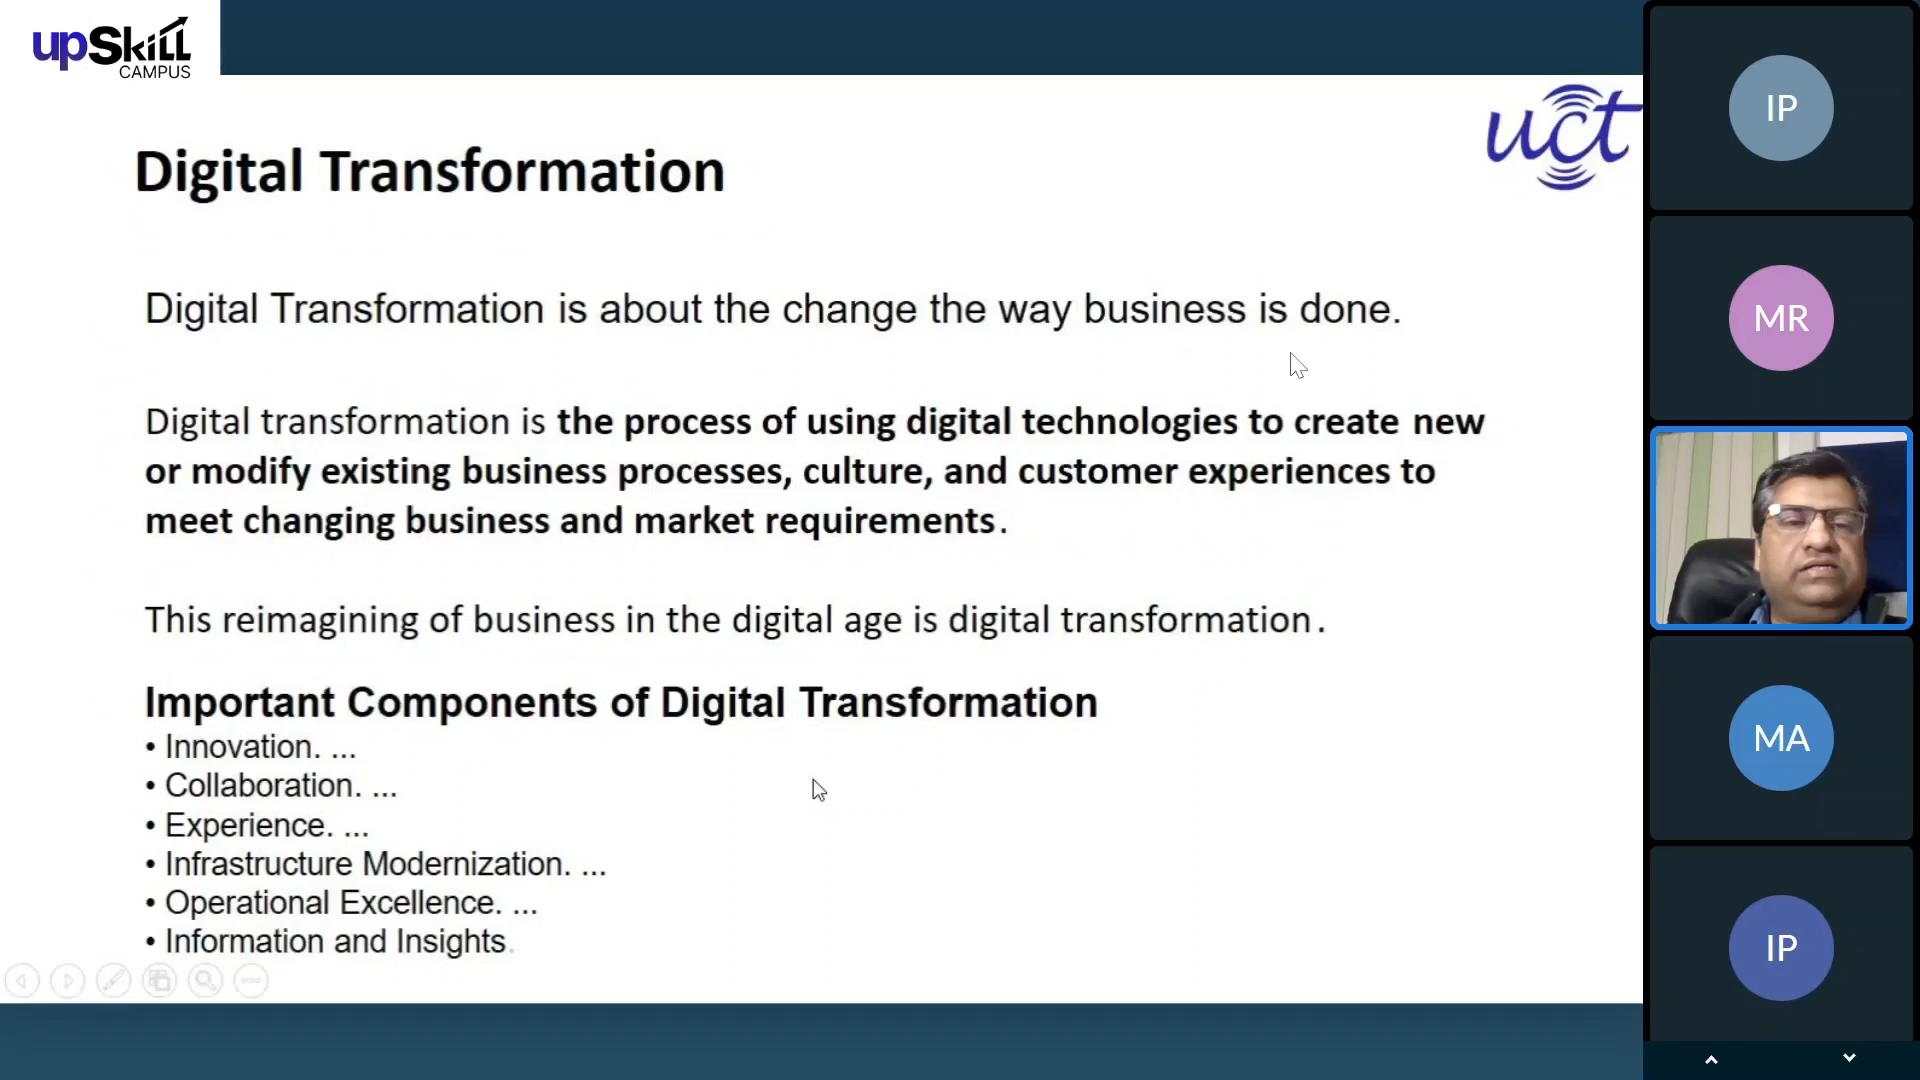 upSkill
CAMPUS
uct
Digital Transformation
Digital Transformation is about the change the way business is done.
Digital transformation is the process of using digital technologies to create new
or modify existing business processes, culture, and customer experiences to
meet changing business and market requirements.
This reimagining of business in the digital age is digital transformation.
Important Components of Digital Transformation
• Innovation. ...
• Collaboration. ...
• Experience. ...
• Infrastructure Modernization. ...
• Operational Excellence. ...
• Information and Insights.
IP
MR
MA
IP